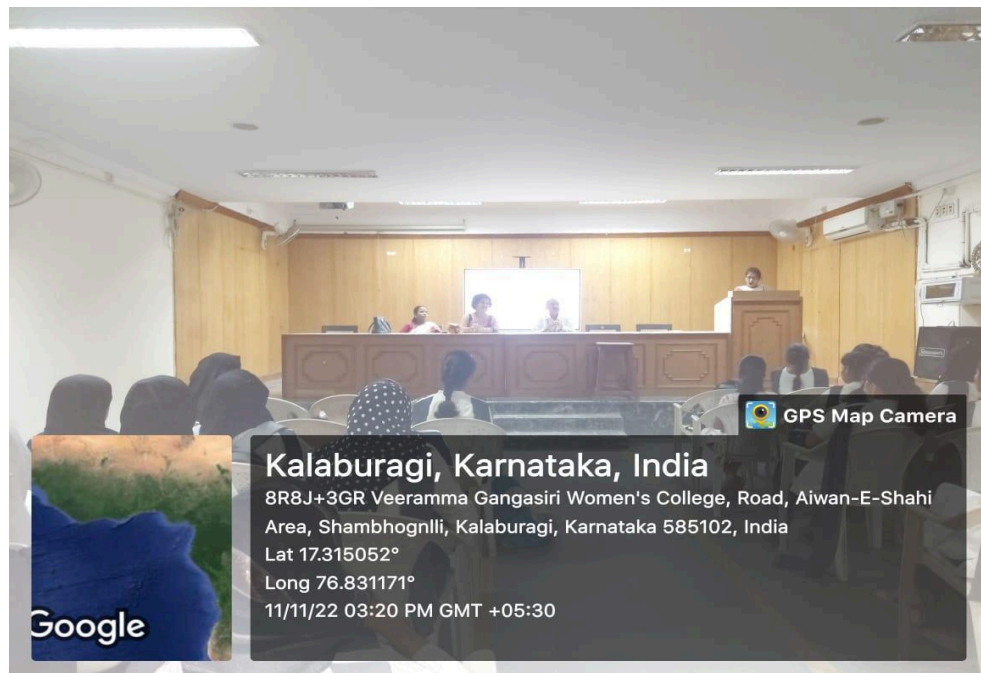 GPS Map Camera
Kalaburagi, Karnataka, India
8R8J+3GR Veeramma Gangasiri Women's College, Road, Aiwan-E-Shahi
Area, Shambhognlli, Kalaburagi, Karnataka 585102, India
Lat 17.315052°
Long 76.831171°
11/11/22 03:20 PM GMT +05:30
Google